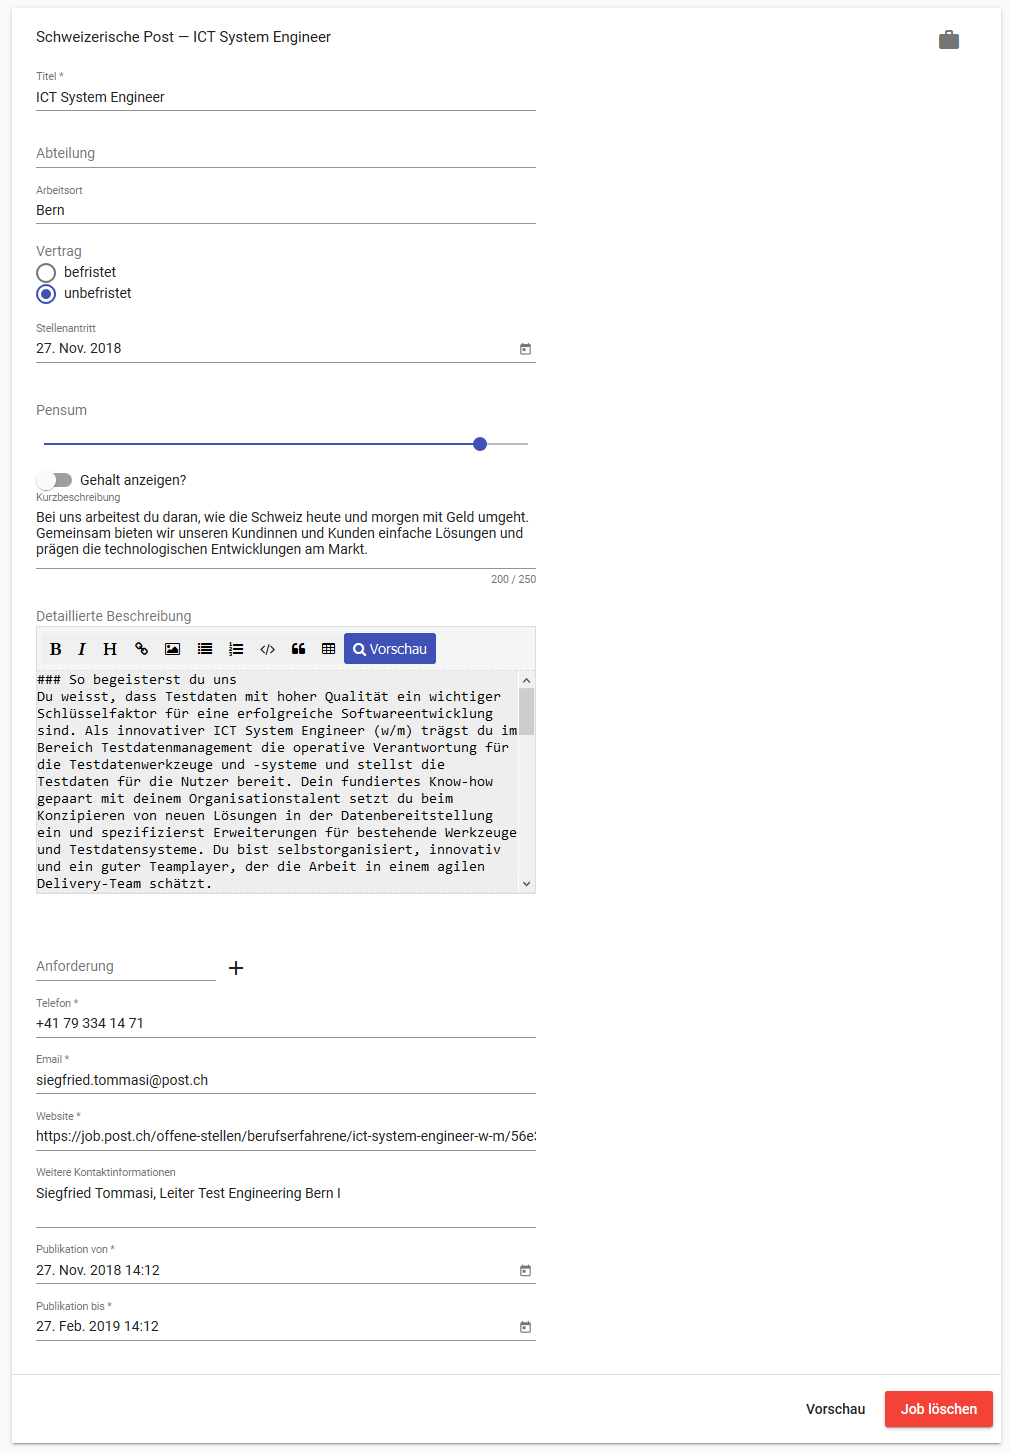 Schweizerische Post — ICT System Engineer
Titel *
ICT System Engineer
Abteilung
Arbeitsort
Bern
Vertrag
befristet
unbefristet
Stellenantritt
27. Nov. 2018
Pensum
Gehalt anzeigen?
Kurzbeschreibung
Bei uns arbeitest du daran, wie die Schweiz heute und morgen mit Geld umgeht.
Gemeinsam bieten wir unseren Kundinnen und Kunden einfache Lösungen und
prägen die technologischen Entwicklungen am Markt.
200 / 250
Detaillierte Beschreibung
B I H Vorschau
### So begeisterst du uns
Du weisst, dass Testdaten mit hoher Qualität ein wichtiger
Schlüsselfaktor für eine erfolgreiche Softwareentwicklung
sind. Als innovativer ICT System Engineer (w/m) trägst du im
Bereich Testdatenmanagement die operative Verantwortung für
die Testdatenwerkzeuge und -systeme und stellst die
Testdaten für die Nutzer bereit. Dein fundiertes Know-how
gepaart mit deinem Organisationstalent setzt du beim
Konzipieren von neuen Lösungen in der Datenbereitstellung
ein und spezifizierst Erweiterungen für bestehende Werkzeuge
und Testdatensysteme. Du bist selbstorganisiert, innovativ
und ein guter Teamplayer, der die Arbeit in einem agilen
Delivery-Team schätzt.
Anforderung
Telefon *
+41 79 334 14 71
Email *
siegfried.tommasi@post.ch
Website *
https://job.post.ch/offene-stellen/berufserfahrene/ict-system-engineer-w-m/56e3
Weitere Kontaktinformationen
Siegfried Tommasi, Leiter Test Engineering Bern I
Publikation von *
27. Nov. 2018 14:12
Publikation bis *
27. Feb. 2019 14:12
Vorschau Job löschen